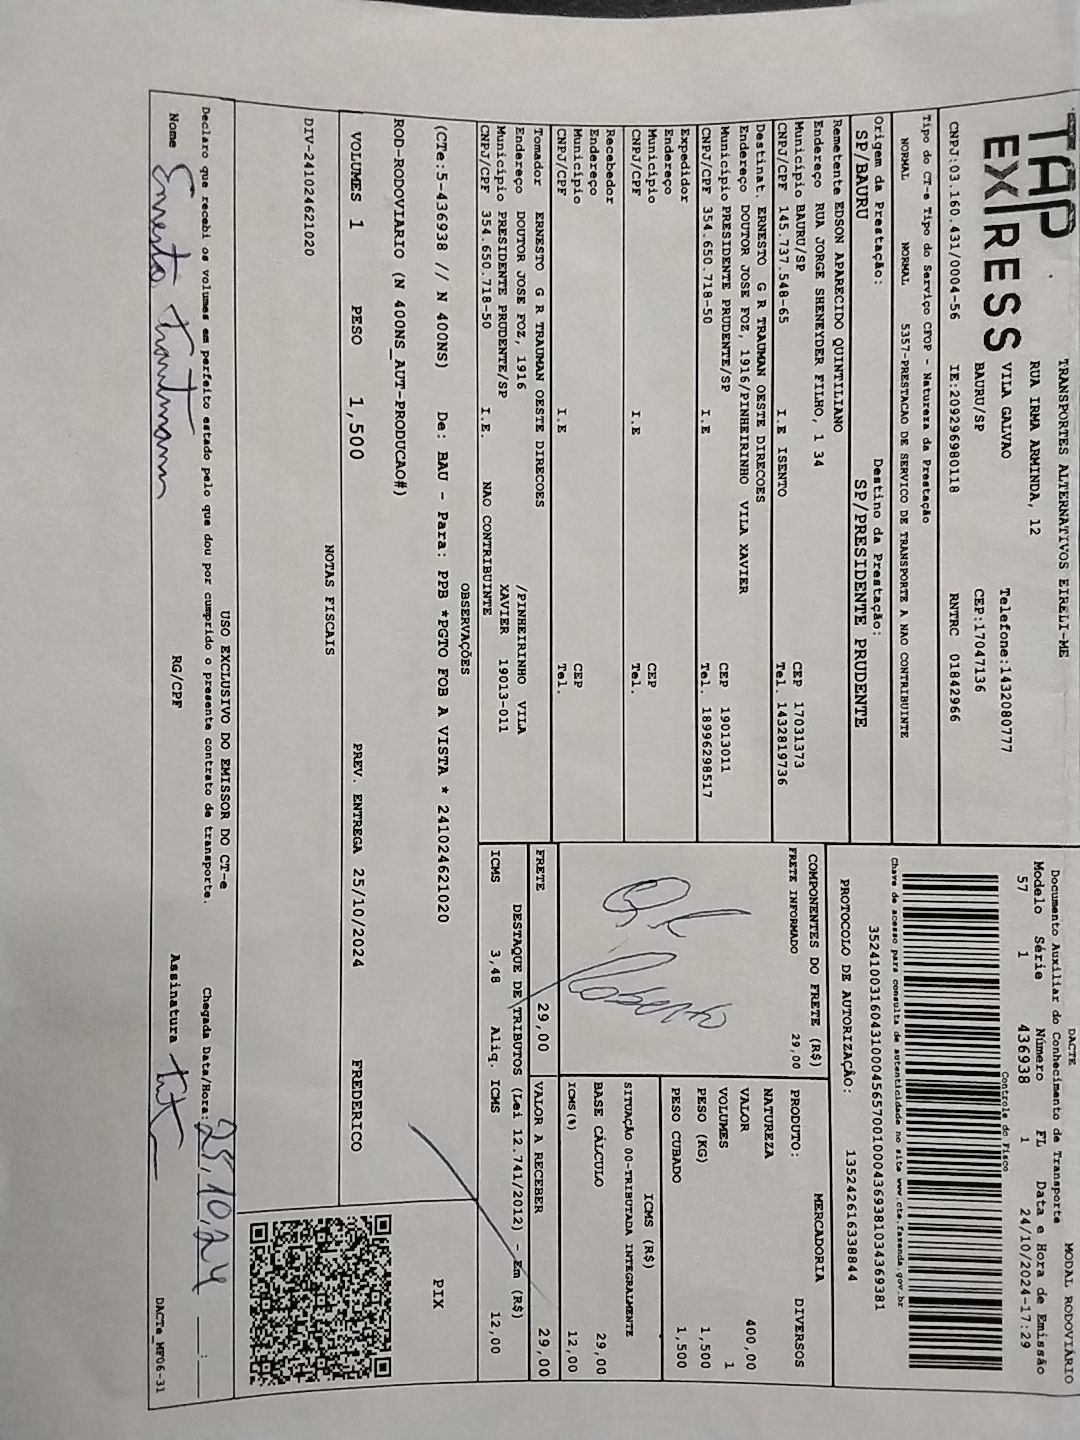 TAP
EX/RESS
TRANSPORTES ALTERNATIVOS EIRELI-ME
RUA IRMA ARMINDA, 12
VILA GALVAO Telefone:1432080777
BAURU/SP CEP:17047136
CNPJ:03.160.431/0004-56 IE:209296980118 RNTRC 01842966
Tipo do CT-e Tipo do Serviço CFOP - Natureza da Prestação
NORMAL NORMAL 5357-PRESTACAO DE SERVICO DE TRANSPORTE A NAO CONTRIBUINTE
Origem da Prestação: Destino da Prestação:
SP/BAURU SP/PRESIDENTE PRUDENTE
Remetente EDSON APARECIDO QUINTILIANO
Endereço RUA JORGE SHENEYDER FILHO, 1 34
Município BAURU/SP CEP 17031373
CNPJ/CPF 145.737.548-65 I.E ISENTO Tel. 1432819736
Destinat. ERNESTO G R TRAUMAN OESTE DIRECOES
Endereço DOUTOR JOSE FOZ, 1916/PINHEIRINHO VILA XAVIER
Município PRESIDENTE PRUDENTE/SP CEP 19013011
CNPJ/CPF 354.650.718-50 I.E Tel. 18996298517
Expedidor
Endereço
Município CEP
CNPJ/CPF I.E Tel.
Recebedor
Endereço
Município CEP
CNPJ/CPF I.E Tel.
Tomador ERNESTO G R TRAUMAN OESTE DIRECOES
Endereço DOUTOR JOSE FOZ, 1916 /PINHEIRINHO VILA
Município PRESIDENTE PRUDENTE/SP XAVIER 19013-011
CNPJ/CPF 354.650.718-50 I.E. NAO CONTRIBUINTE
DACTE MODAL RODOVIÁRIO
Documento Auxiliar do Conhecimento de Transporte
Modelo Série Número FL Data e Hora de Emissão
57 1 436938 1 24/10/2024-17:29
Controle do Fisco
Chave de acesso para consulta de autenticidade no site www.cte.fazenda.gov.br
35241003160431000456570010004369381034369381
PROTOCOLO DE AUTORIZAÇÃO: 135242616338844
COMPONENTES DO FRETE (R$)
FRETE INFORMADO 29,00
OK
Roberto
FRETE 29,00
PRODUTO: MERCADORIA DIVERSOS
NATUREZA
VALOR 400,00
VOLUMES 1
PESO (KG) 1,500
PESO CUBADO 1,500
ICMS (R$)
SITUAÇÃO 00-TRIBUTADA INTEGRALMENTE
BASE CÁLCULO 29,00
ICMS(%) 12,00
VALOR A RECEBER 29,00
DESTAQUE DE TRIBUTOS (Lei 12.741/2012) - Em (R$)
ICMS 3,48 Aliq. ICMS 12,00
OBSERVAÇÕES
(CTe:5-436938 // N 400NS) De: BAU - Para: PPB *PGTO FOB A VISTA * 241024621020
ROD-RODOVIARIO (N 400NS_AUT-PRODUCAO#)
PIX
VOLUMES 1 PESO 1,500 PREV. ENTREGA 25/10/2024 FREDERICO
NOTAS FISCAIS
DIV-241024621020
USO EXCLUSIVO DO EMISSOR DO CT-e
Declaro que recebi os volumes em perfeito estado pelo que dou por cumprido o presente contrato de transporte. Chegada Data/Hora: 25,10,24 :
Nome Ernesto Trautmann RG/CPF Assinatura
DACTe_MF06-31